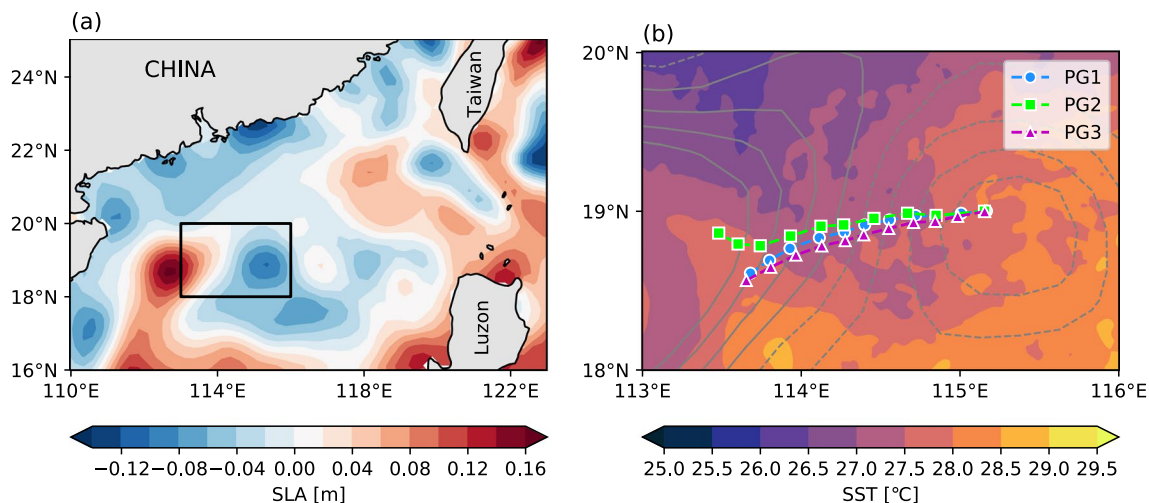 (a)
CHINA
Taiwan
Luzon
24°N
22°N
20°N
18°N
16°N
110°E
114°E
118°E
122°E
−0.12
−0.08
−0.04
0.00
0.04
0.08
0.12
0.16
SLA [m]
(b)
PG1
PG2
PG3
20°N
19°N
18°N
113°E
114°E
115°E
116°E
25.0
25.5
26.0
26.5
27.0
27.5
28.0
28.5
29.0
29.5
SST [℃]